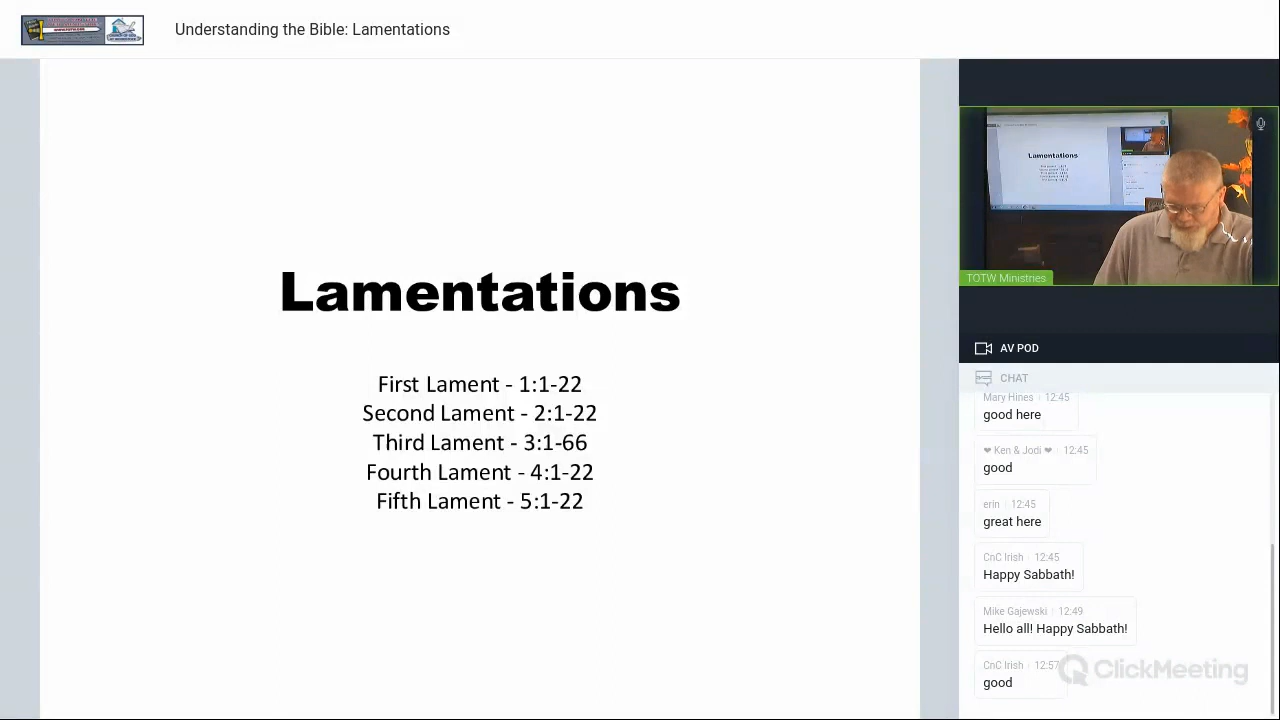 Understanding the Bible: Lamentations
Lamentations
First Lament - 1:1-22
Second Lament - 2:1-22
Third Lament - 3:1-66
Fourth Lament - 4:1-22
Fifth Lament - 5:1-22
Lamentations
TOTW Ministries
AV POD
CHAT
Mary Hines 12:45
good here
❤ Ken & Jodi ❤ 12:45
good
erin 12:45
great here
CnC Irish 12:45
Happy Sabbath!
Mike Gajewski 12:49
Hello all! Happy Sabbath!
CnC Irish 12:57
good
ClickMeeting